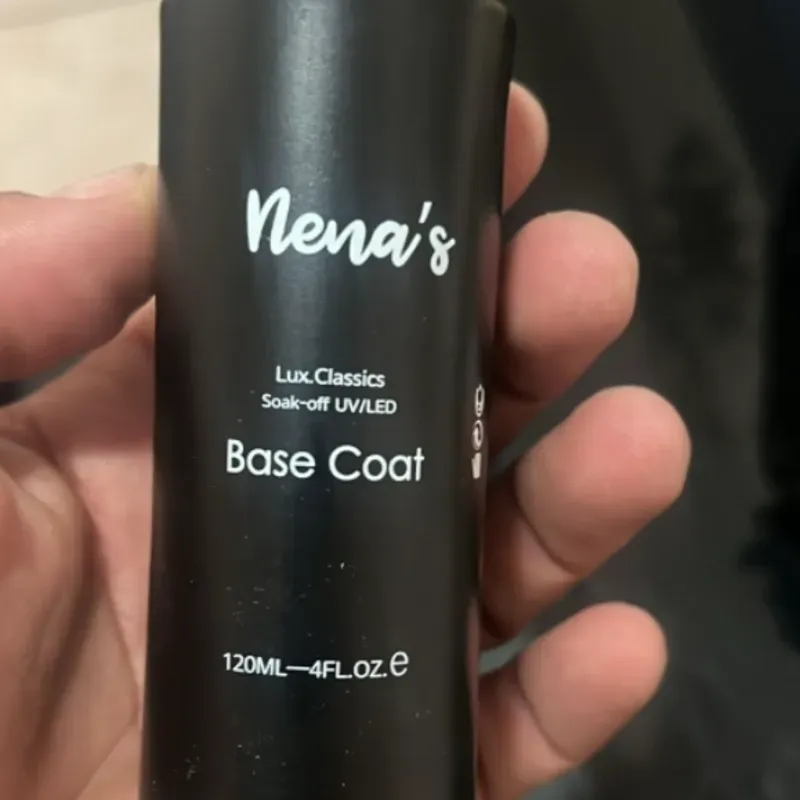 Nena's
Lux.Classics
Soak-off UV/LED
Base Coat
120ML—4FL.OZ.e